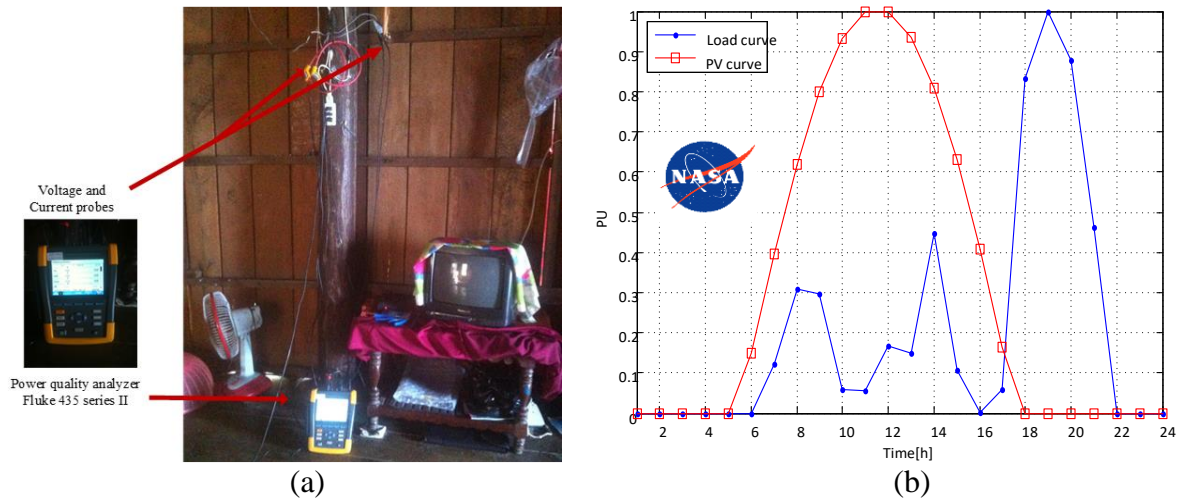 Voltage and
Current probes
Power quality analyzer
Fluke 435 series II
(a)
Load curve
PV curve
NASA
PU
1
0.9
0.8
0.7
0.6
0.5
0.4
0.3
0.2
0.1
0
2 4 6 8 10 12 14 16 18 20 22 24
Time[h]
(b)